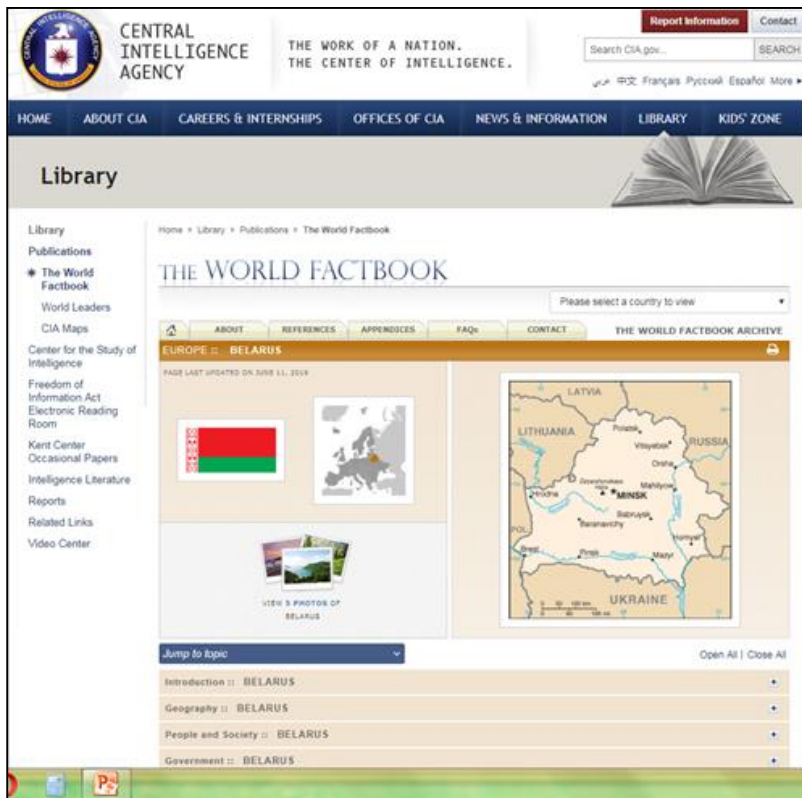 CENTRAL
INTELLIGENCE
AGENCY
THE WORK OF A NATION.
THE CENTER OF INTELLIGENCE.
Report Information
Contact
Search CIA.gov...
SEARCH
عربي 中文 Français Русский Español More
HOME ABOUT CIA CAREERS & INTERNSHIPS OFFICES OF CIA NEWS & INFORMATION LIBRARY KIDS' ZONE
Library
Library
Publications
The World
Factbook
World Leaders
CIA Maps
Center for the Study of
Intelligence
Freedom of
Information Act
Electronic Reading
Room
Kent Center
Occasional Papers
Intelligence Literature
Reports
Related Links
Video Center
Home » Library » Publications » The World Factbook
THE WORLD FACTBOOK
Please select a country to view
ABOUT REFERENCES APPENDICES FAQs CONTACT THE WORLD FACTBOOK ARCHIVE
EUROPE :: BELARUS
PAGE LAST UPDATED ON JUNE 11, 2018
VIEW 5 PHOTOS OF
BELARUS
LATVIA
LITHUANIA
RUSSIA
Polatsk
Vitsyebsk
Orsha
Mahilyow
Hrodna
MINSK
Babruysk
Baranavichy
POL.
Homyel'
Brest
Pinsk
Mazyr
UKRAINE
Jump to topic
Open All | Close All
Introduction :: BELARUS
Geography :: BELARUS
People and Society :: BELARUS
Government :: BELARUS